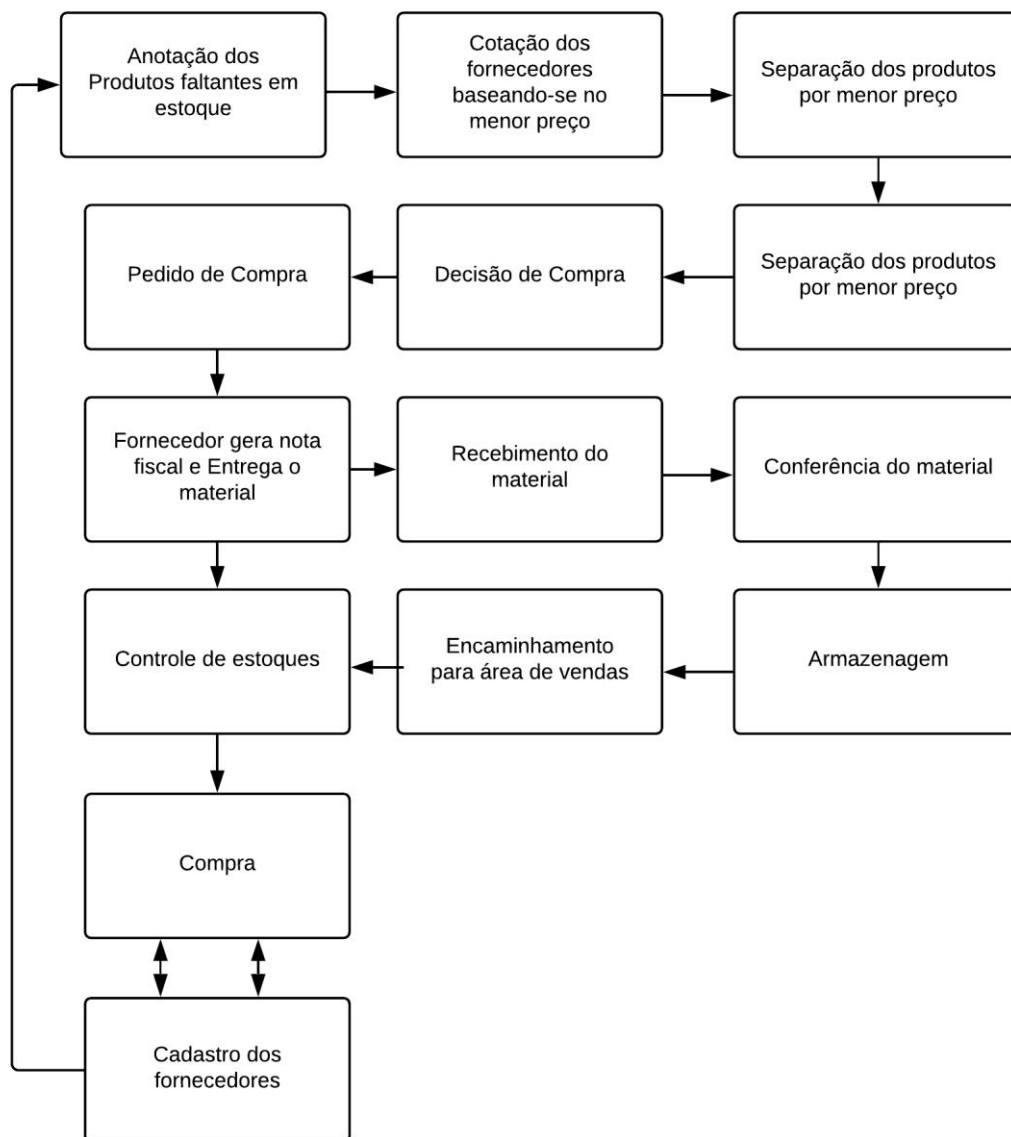 Anotação dos
Produtos faltantes em
estoque
Cotação dos
fornecedores
baseando-se no
menor preço
Separação dos produtos
por menor preço
Pedido de Compra
Decisão de Compra
Separação dos produtos
por menor preço
Fornecedor gera nota
fiscal e Entrega o
material
Recebimento do
material
Conferência do material
Controle de estoques
Encaminhamento
para área de vendas
Armazenagem
Compra
Cadastro dos
fornecedores